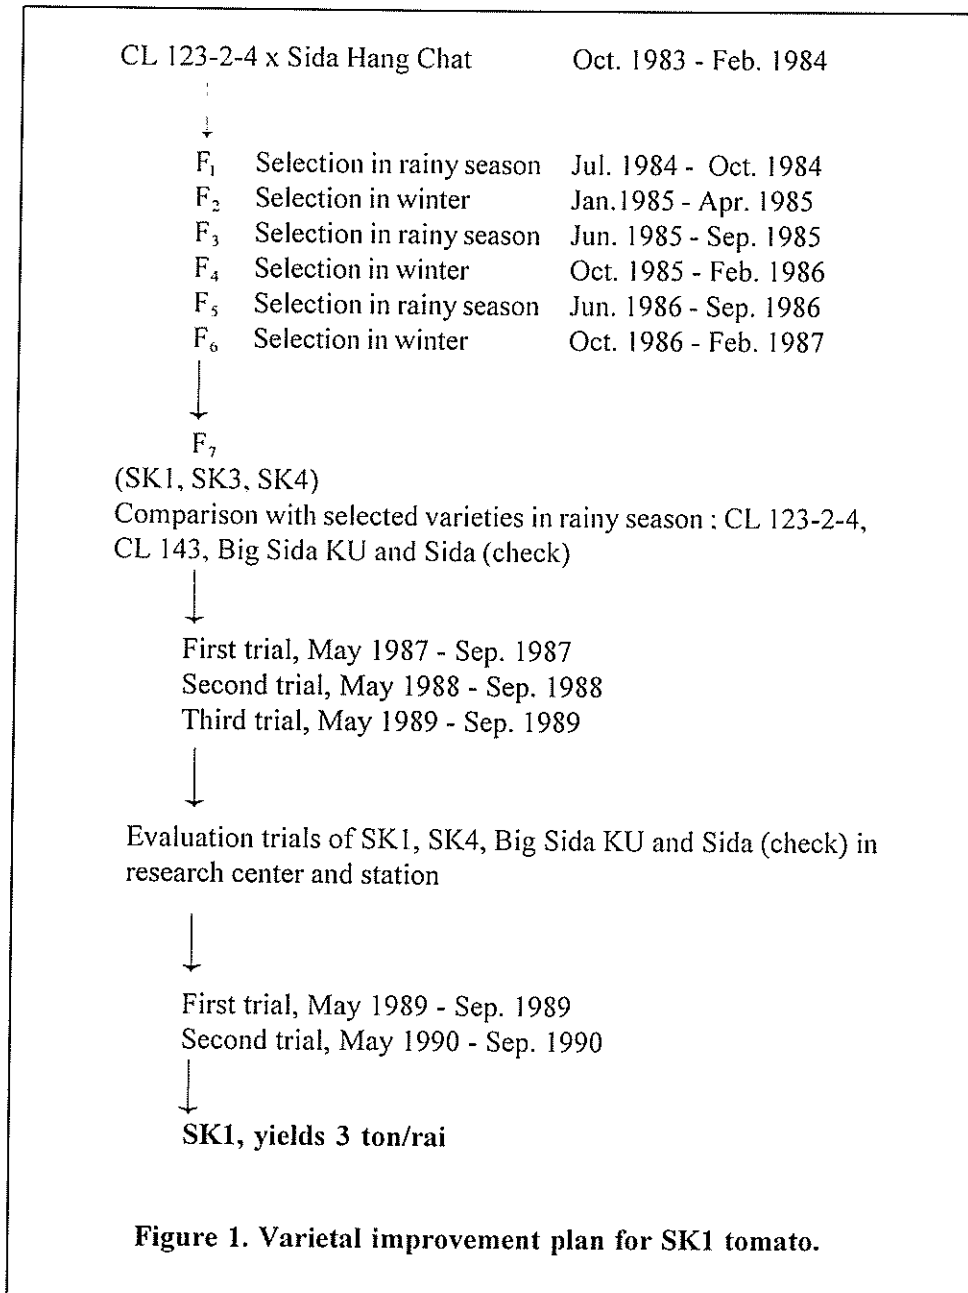 CL 123-2-4 x Sida Hang Chat Oct. 1983 - Feb. 1984
F₁ Selection in rainy season Jul. 1984 - Oct. 1984
F₂ Selection in winter Jan.1985 - Apr. 1985
F₃ Selection in rainy season Jun. 1985 - Sep. 1985
F₄ Selection in winter Oct. 1985 - Feb. 1986
F₅ Selection in rainy season Jun. 1986 - Sep. 1986
F₆ Selection in winter Oct. 1986 - Feb. 1987
F₇
(SK1, SK3, SK4)
Comparison with selected varieties in rainy season : CL 123-2-4,
CL 143, Big Sida KU and Sida (check)
First trial, May 1987 - Sep. 1987
Second trial, May 1988 - Sep. 1988
Third trial, May 1989 - Sep. 1989
Evaluation trials of SK1, SK4, Big Sida KU and Sida (check) in
research center and station
First trial, May 1989 - Sep. 1989
Second trial, May 1990 - Sep. 1990
SK1, yields 3 ton/rai
Figure 1. Varietal improvement plan for SK1 tomato.